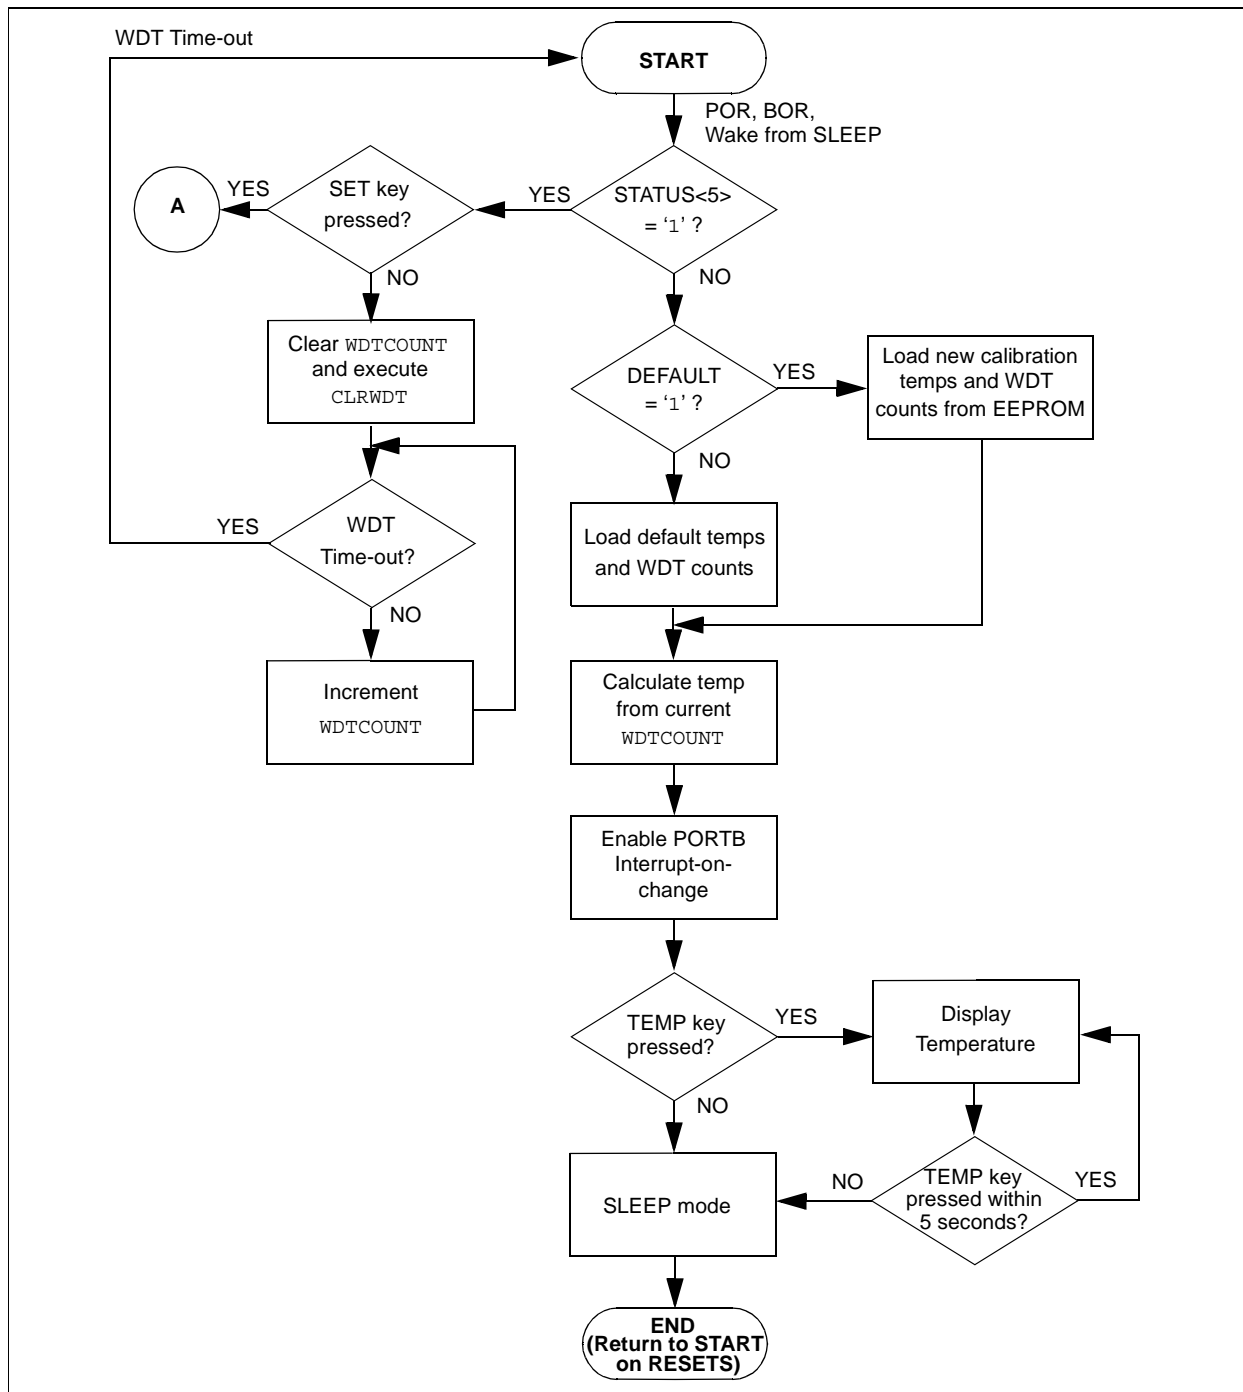 WDT Time-out
START
POR, BOR,
Wake from SLEEP
A
YES
SET key
pressed?
YES
STATUS<5>
= ‘1’ ?
NO
NO
Clear WDTCOUNT
and execute
CLRWDT
DEFAULT
= ‘1’ ?
YES
Load new calibration
temps and WDT
counts from EEPROM
NO
YES
WDT
Time-out?
Load default temps
and WDT counts
NO
Increment
WDTCOUNT
Calculate temp
from current
WDTCOUNT
Enable PORTB
Interrupt-on-
change
TEMP key
pressed?
YES
Display
Temperature
NO
SLEEP mode
NO
TEMP key
pressed within
5 seconds?
YES
END
(Return to START
on RESETS)